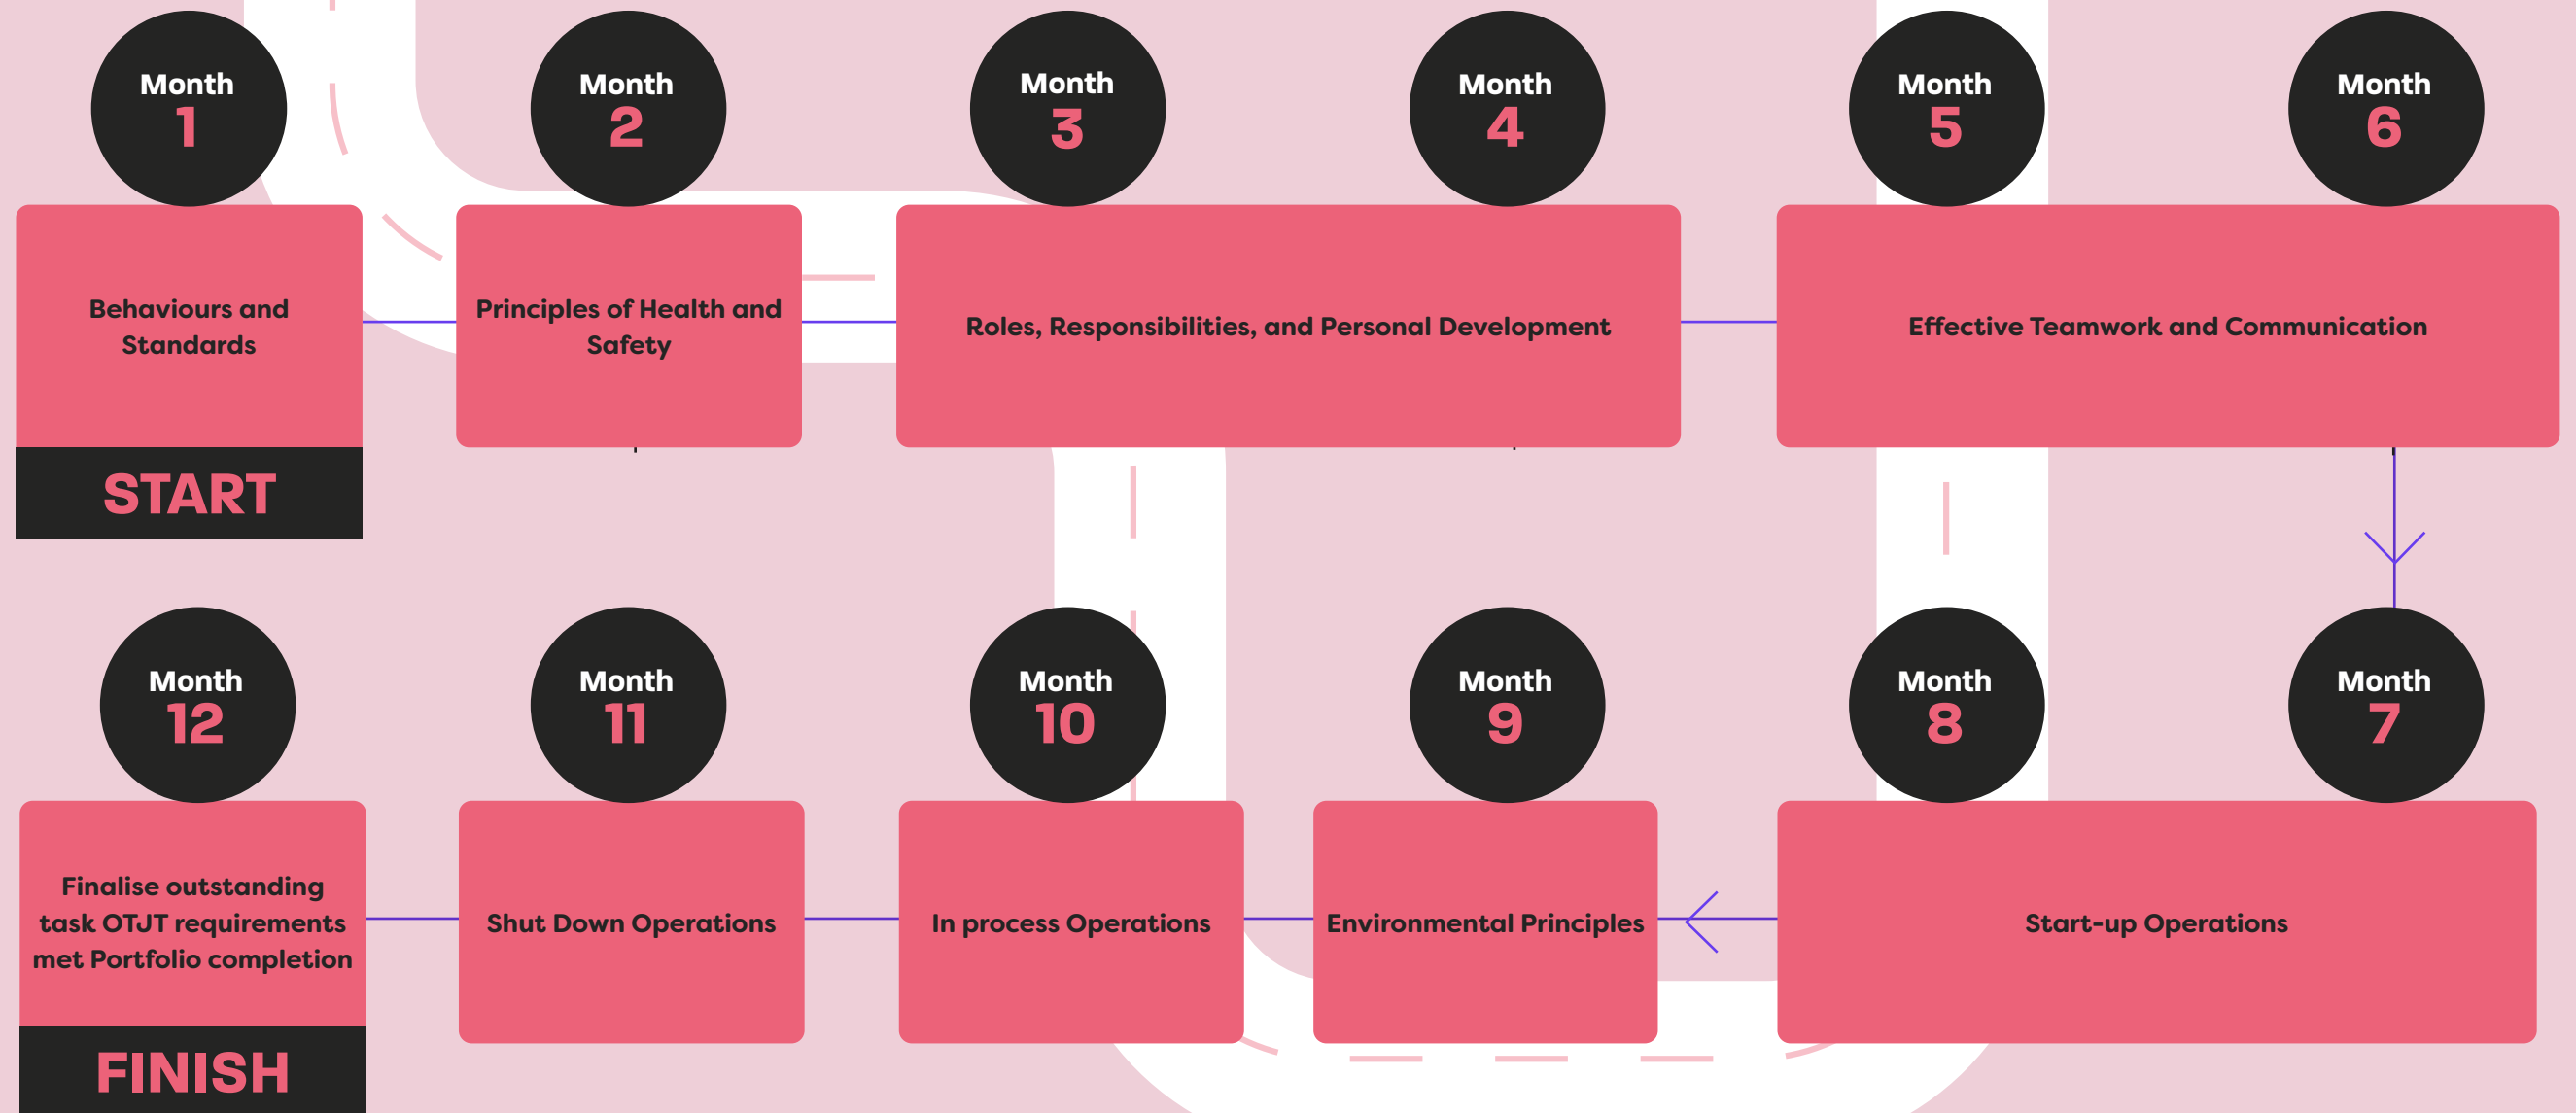 Month
1
Month
2
Month
3
Month
4
Month
5
Month
6
Behaviours and
Standards
Principles of Health and
Safety
Roles, Responsibilities, and Personal Development
Effective Teamwork and Communication
START
Month
12
Month
11
Month
10
Month
9
Month
8
Month
7
Finalise outstanding
task OTJT requirements
met Portfolio completion
Shut Down Operations
In process Operations
Environmental Principles
Start-up Operations
FINISH